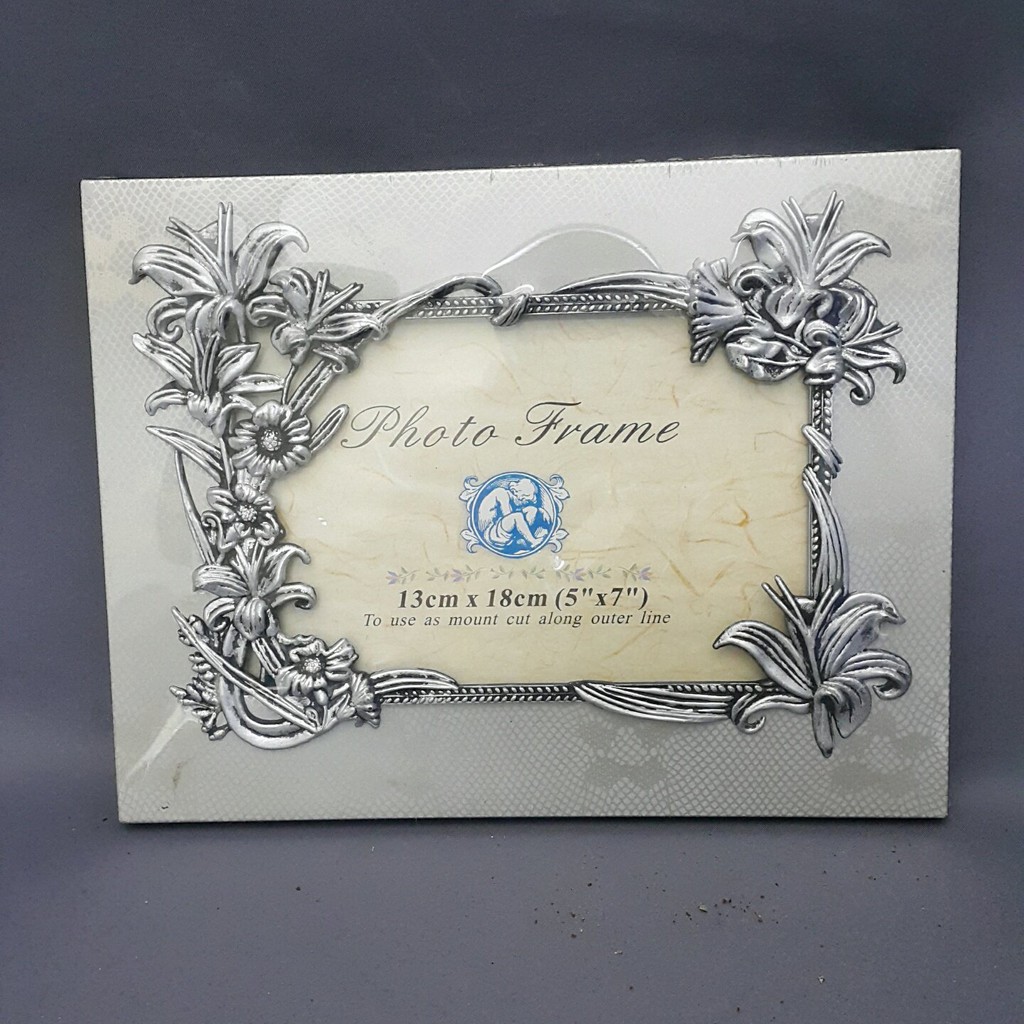 Photo Frame
13cm x 18cm (5"x7")
To use as mount cut along outer line